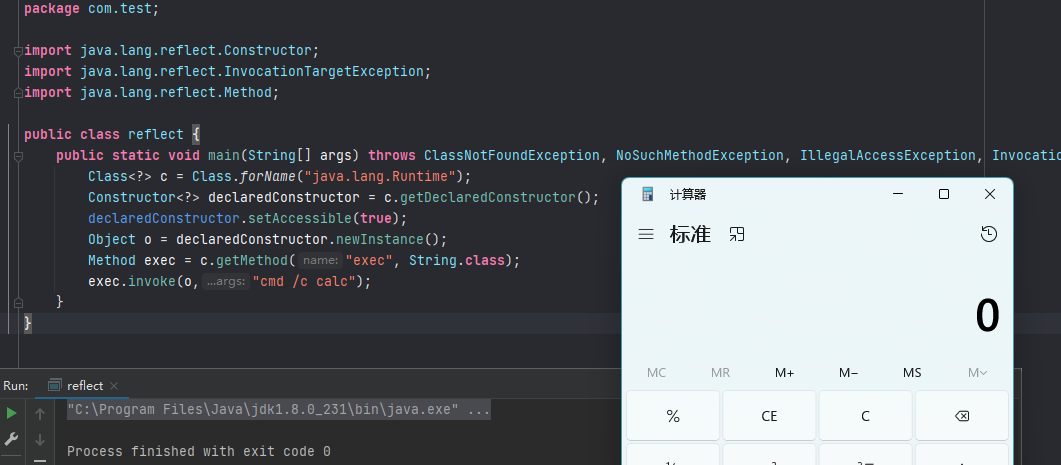 package com.test;
import java.lang.reflect.Constructor;
import java.lang.reflect.InvocationTargetException;
import java.lang.reflect.Method;
public class reflect {
public static void main(String[] args) throws ClassNotFoundException, NoSuchMethodException, IllegalAccessException, Invocatio
Class<?> c = Class.forName("java.lang.Runtime");
Constructor<?> declaredConstructor = c.getDeclaredConstructor();
declaredConstructor.setAccessible(true);
Object o = declaredConstructor.newInstance();
Method exec = c.getMethod( name: "exec", String.class);
exec.invoke(o, ...args: "cmd /c calc");
}
}
计算器
标准
0
MC MR M+ M− MS M
% CE C
Run: reflect
"C:\Program Files\Java\jdk1.8.0_231\bin\java.exe" ...
Process finished with exit code 0